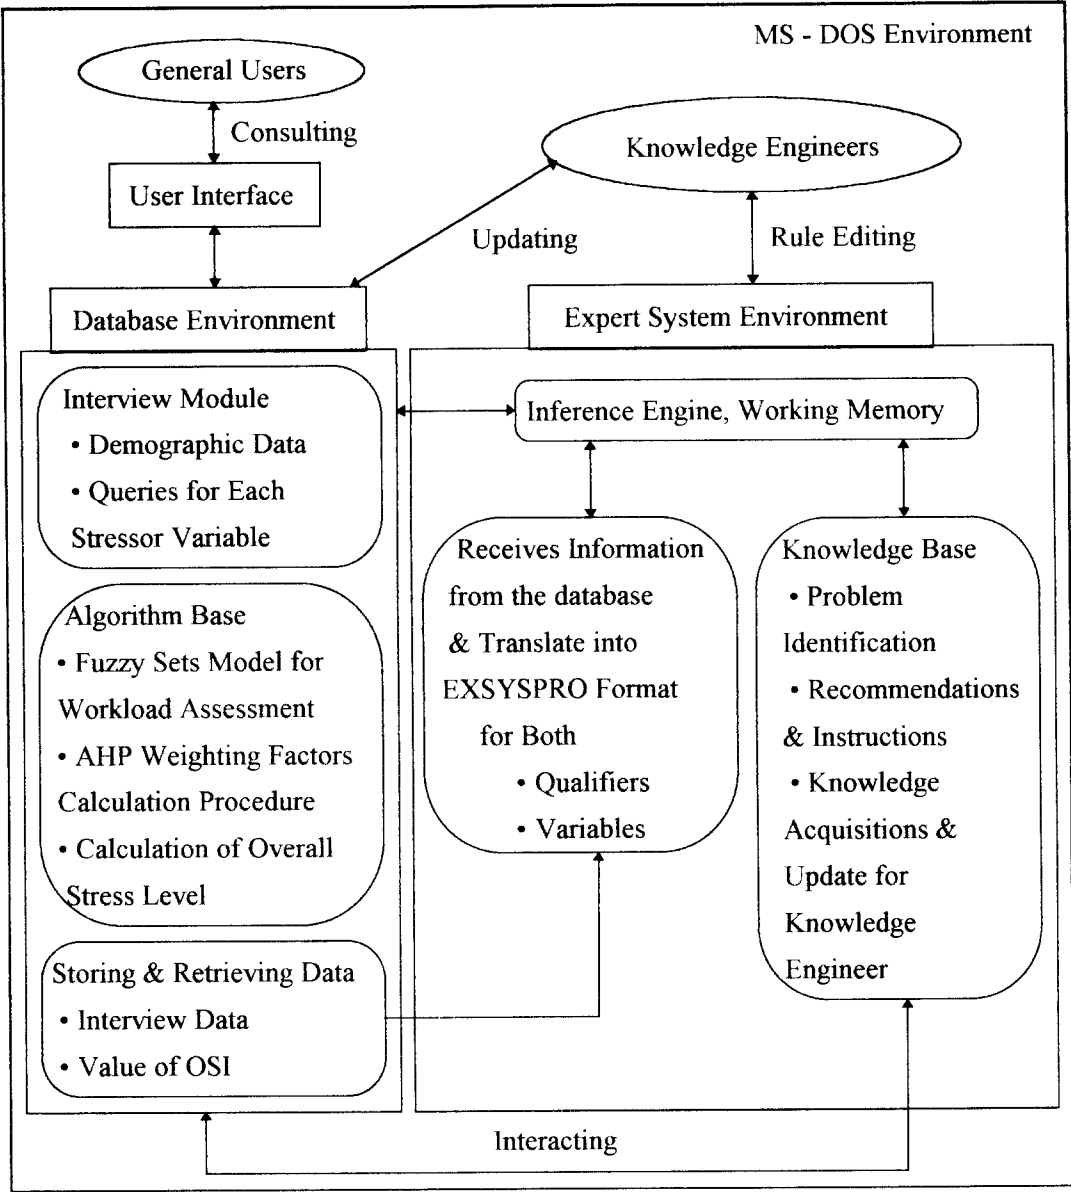 MS - DOS Environment
General Users
Consulting
Knowledge Engineers
User Interface
Updating
Rule Editing
Database Environment
Expert System Environment
Interview Module
• Demographic Data
• Queries for Each
Stressor Variable
Inference Engine, Working Memory
Algorithm Base
• Fuzzy Sets Model for
Workload Assessment
• AHP Weighting Factors
Calculation Procedure
• Calculation of Overall
Stress Level
Receives Information
from the database
& Translate into
EXSYSPRO Format
for Both
• Qualifiers
• Variables
Knowledge Base
• Problem
Identification
• Recommendations
& Instructions
• Knowledge
Acquisitions &
Update for
Knowledge
Engineer
Storing & Retrieving Data
• Interview Data
• Value of OSI
Interacting